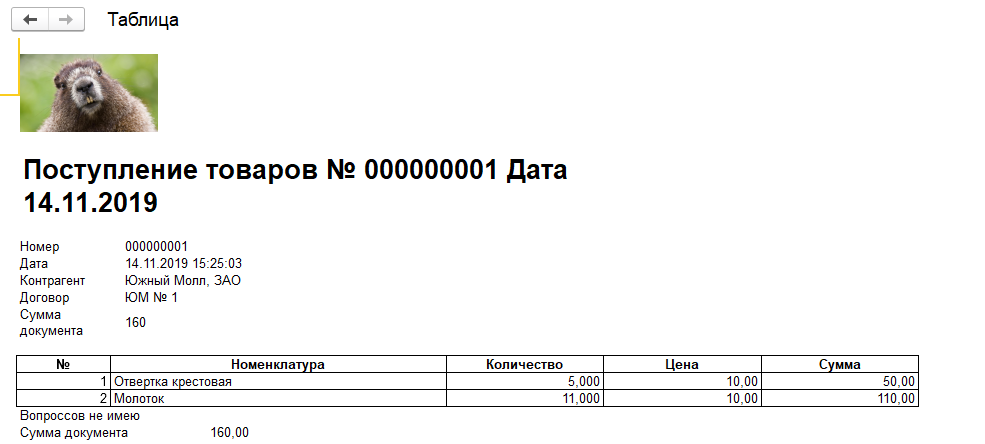 Таблица
Поступление товаров № 000000001 Дата
14.11.2019
Номер 000000001
Дата 14.11.2019 15:25:03
Контрагент Южный Молл, ЗАО
Договор ЮМ № 1
Сумма
документа 160
№ Номенклатура Количество Цена Сумма
1 Отвертка крестовая 5,000 10,00 50,00
2 Молоток 11,000 10,00 110,00
Вопроссов не имею
Сумма документа 160,00